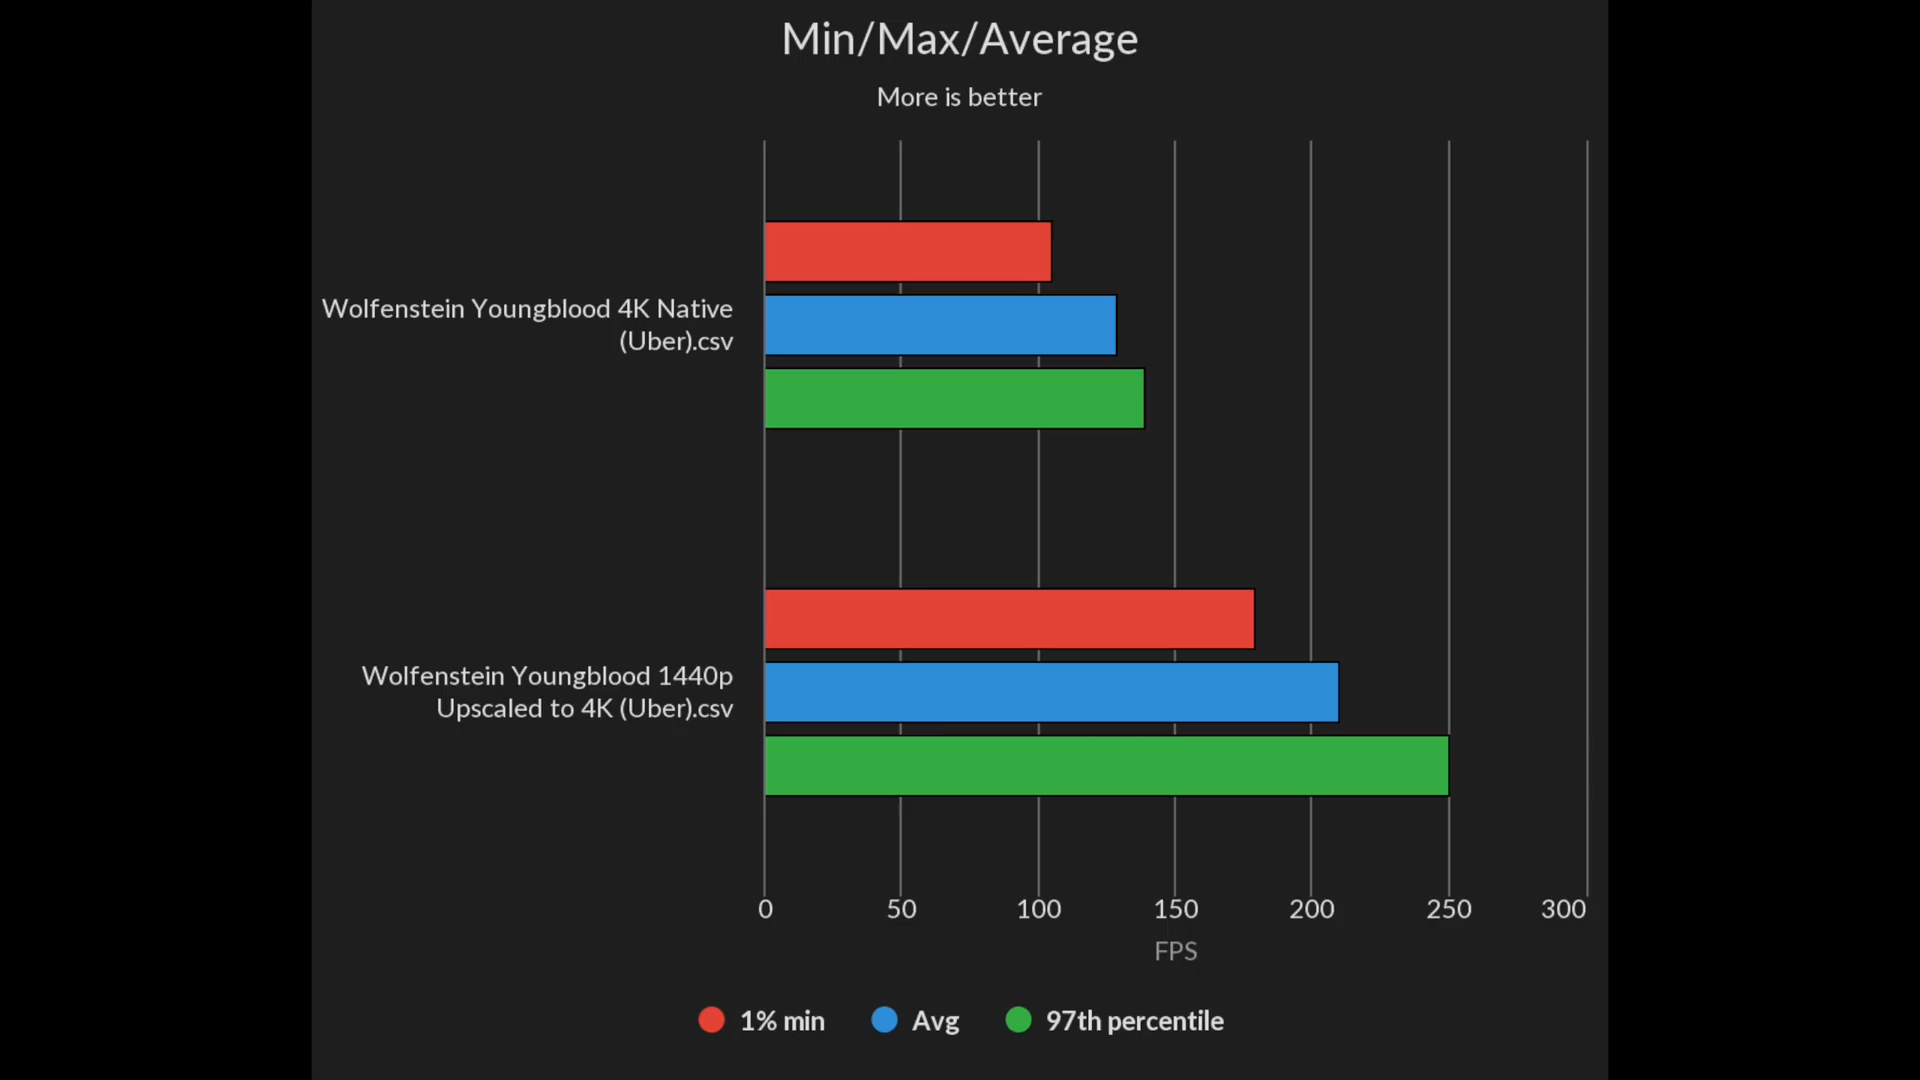 Min/Max/Average
More is better
Wolfenstein Youngblood 4K Native
(Uber).csv
Wolfenstein Youngblood 1440p
Upscaled to 4K (Uber).csv
0 50 100 150 200 250 300
FPS
1% min Avg 97th percentile